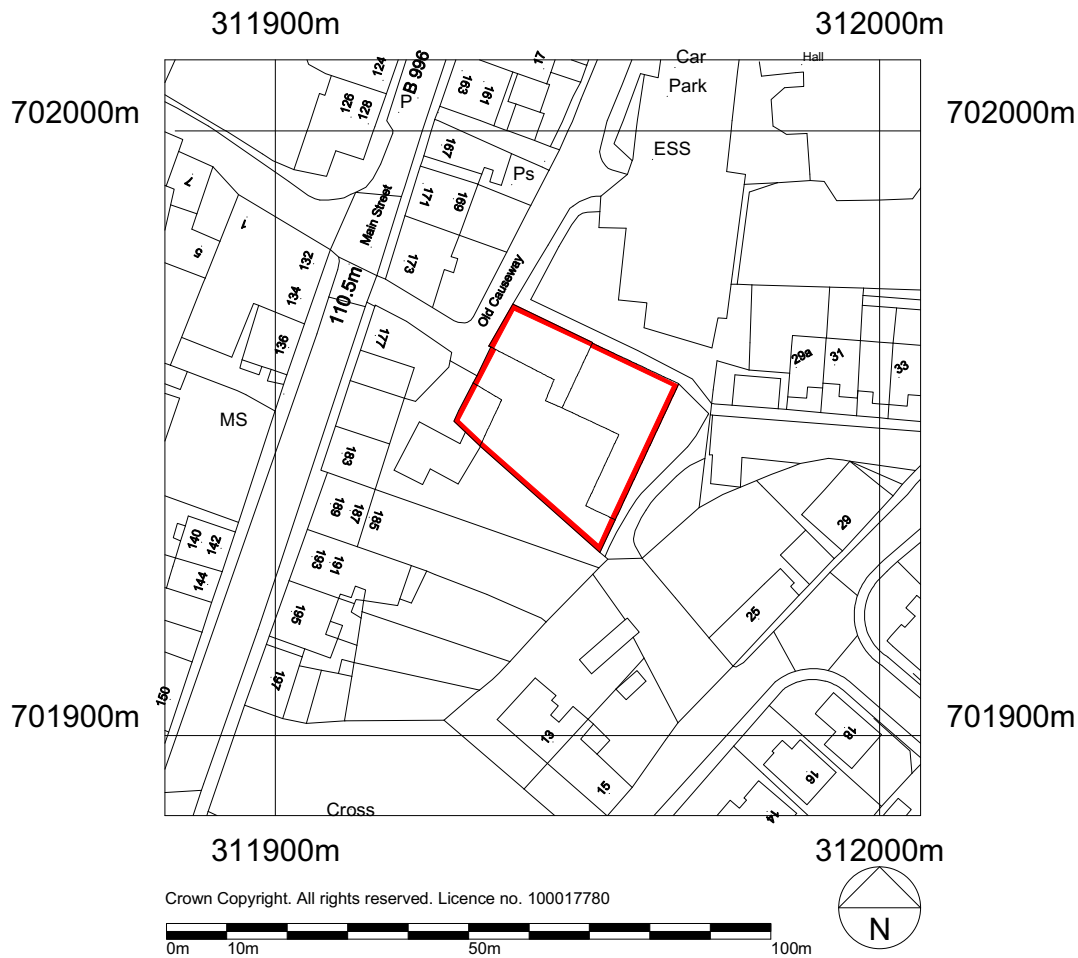 311900m
312000m
702000m
702000m
124
B 996
P
126
128
163
161
17
Car
Park
Hall
ESS
167
Ps
171
169
173
Main Street
Old Causeway
7
1
5
132
134
136
110.5m
177
MS
183
189
187
185
193
191
195
197
140
142
144
150
29a
31
33
29
25
13
15
18
16
14
Cross
701900m
701900m
311900m
312000m
Crown Copyright. All rights reserved. Licence no. 100017780
0m
10m
50m
100m
N